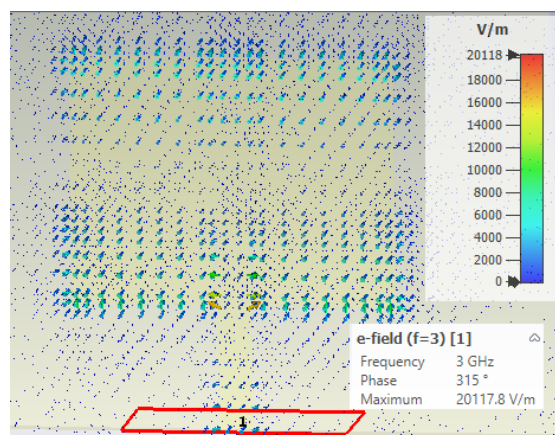 V/m
20118
18000
16000
14000
12000
10000
8000
6000
4000
2000
0
e-field (f=3) [1]
Frequency 3 GHz
Phase 315 °
Maximum 20117.8 V/m
1